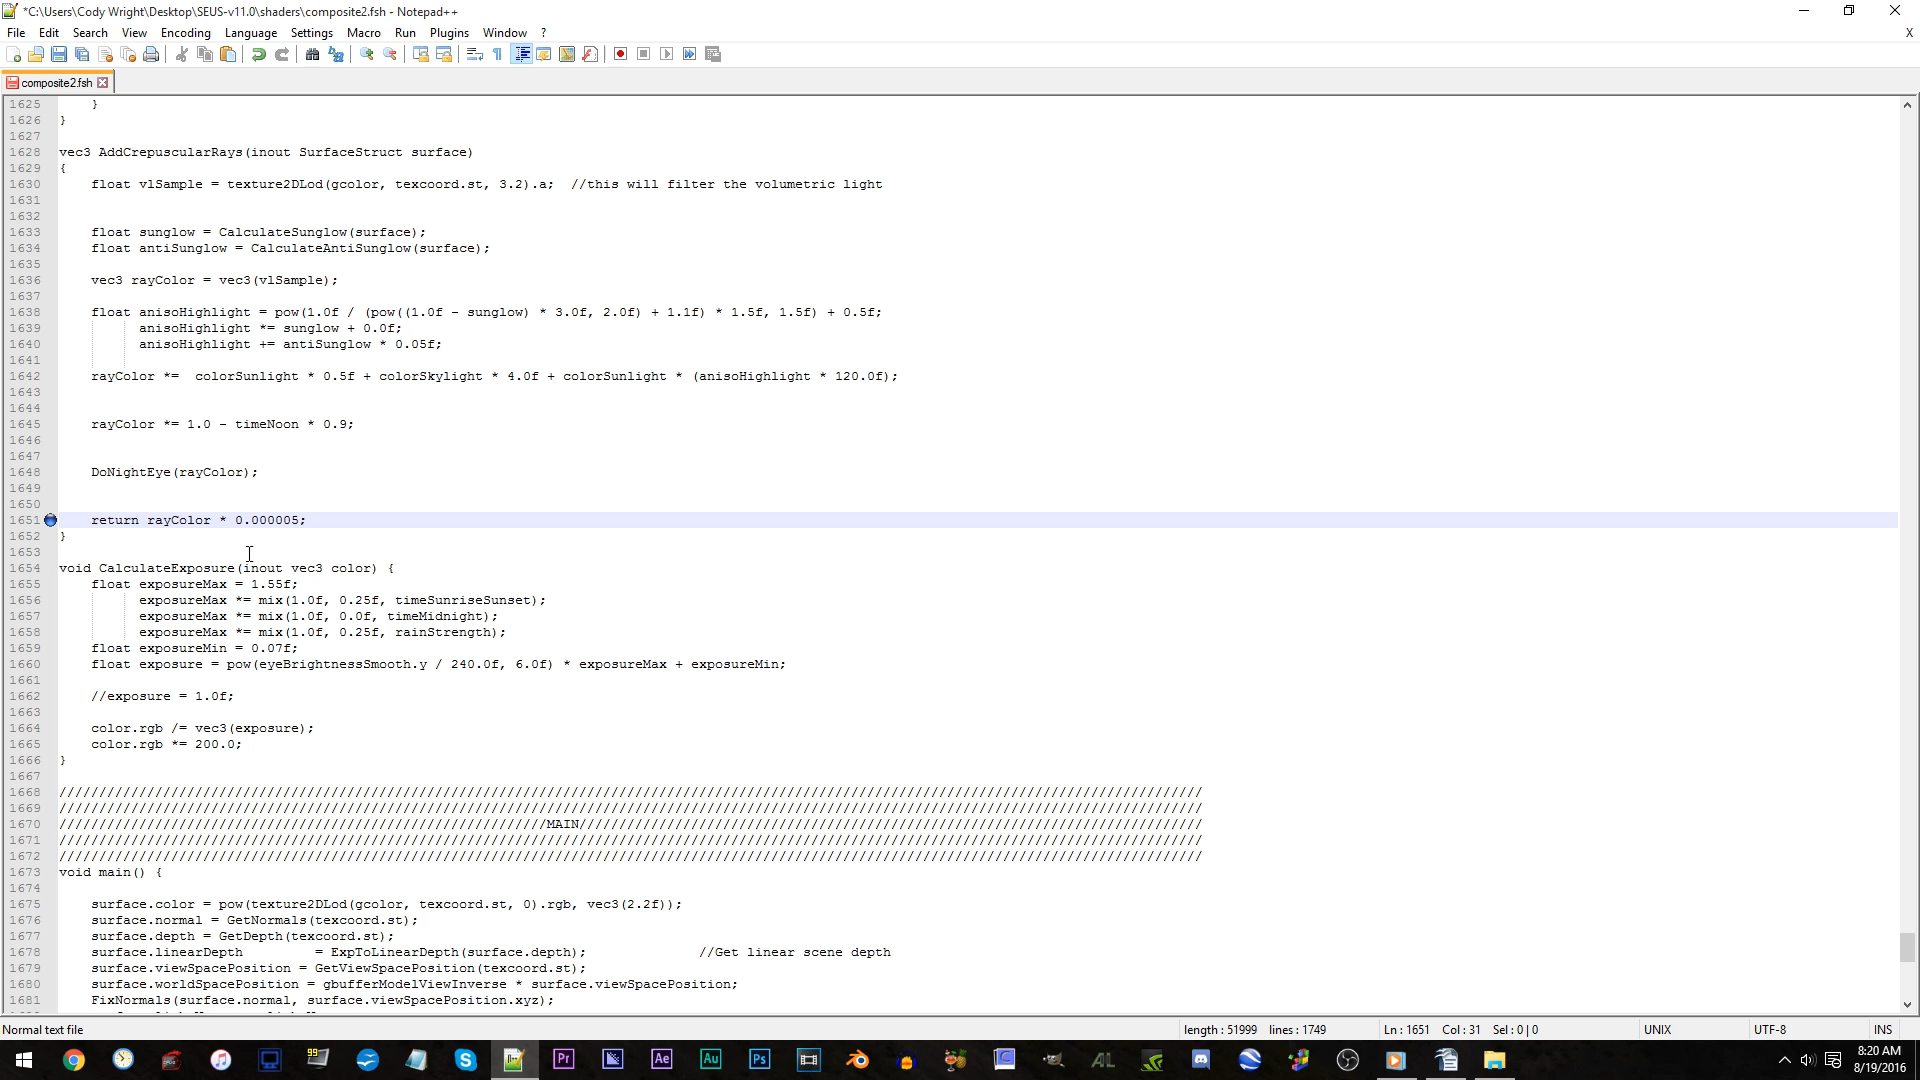 *C:\Users\Cody Wright\Desktop\SEUS-v11.0\shaders\composite2.fsh - Notepad++
File Edit Search View Encoding Language Settings Macro Run Plugins Window ? X
composite2.fsh
1625 }
1626 }
1627
1628 vec3 AddCrepuscularRays(inout SurfaceStruct surface)
1629 {
1630 float vlSample = texture2DLod(gcolor, texcoord.st, 3.2).a; //this will filter the volumetric light
1631
1632
1633 float sunglow = CalculateSunglow(surface);
1634 float antiSunglow = CalculateAntiSunglow(surface);
1635
1636 vec3 rayColor = vec3(vlSample);
1637
1638 float anisoHighlight = pow(1.0f / (pow((1.0f - sunglow) * 3.0f, 2.0f) + 1.1f) * 1.5f, 1.5f) + 0.5f;
1639 anisoHighlight *= sunglow + 0.0f;
1640 anisoHighlight += antiSunglow * 0.05f;
1641
1642 rayColor *= colorSunlight * 0.5f + colorSkylight * 4.0f + colorSunlight * (anisoHighlight * 120.0f);
1643
1644
1645 rayColor *= 1.0 - timeNoon * 0.9;
1646
1647
1648 DoNightEye(rayColor);
1649
1650
1651 return rayColor * 0.000005;
1652 }
1653
1654 void CalculateExposure(inout vec3 color) {
1655 float exposureMax = 1.55f;
1656 exposureMax *= mix(1.0f, 0.25f, timeSunriseSunset);
1657 exposureMax *= mix(1.0f, 0.0f, timeMidnight);
1658 exposureMax *= mix(1.0f, 0.25f, rainStrength);
1659 float exposureMin = 0.07f;
1660 float exposure = pow(eyeBrightnessSmooth.y / 240.0f, 6.0f) * exposureMax + exposureMin;
1661
1662 //exposure = 1.0f;
1663
1664 color.rgb /= vec3(exposure);
1665 color.rgb *= 200.0;
1666 }
1667
1668 ///////////////////////////////////////////////////////////////////////////////////////////////////////////////////////////////////////////////
1669 ///////////////////////////////////////////////////////////////////////////////////////////////////////////////////////////////////////////////
1670 /////////////////////////////////////////////////////////////MAIN//////////////////////////////////////////////////////////////////////////////
1671 ///////////////////////////////////////////////////////////////////////////////////////////////////////////////////////////////////////////////
1672 ///////////////////////////////////////////////////////////////////////////////////////////////////////////////////////////////////////////////
1673 void main() {
1674
1675 surface.color = pow(texture2DLod(gcolor, texcoord.st, 0).rgb, vec3(2.2f));
1676 surface.normal = GetNormals(texcoord.st);
1677 surface.depth = GetDepth(texcoord.st);
1678 surface.linearDepth = ExpToLinearDepth(surface.depth); //Get linear scene depth
1679 surface.viewSpacePosition = GetViewSpacePosition(texcoord.st);
1680 surface.worldSpacePosition = gbufferModelViewInverse * surface.viewSpacePosition;
1681 FixNormals(surface.normal, surface.viewSpacePosition.xyz);
Normal text file length : 51999 lines : 1749 Ln : 1651 Col : 31 Sel : 0 | 0 UNIX UTF-8 INS
99 Pr Ae Au Ps AL
8:20 AM
8/19/2016